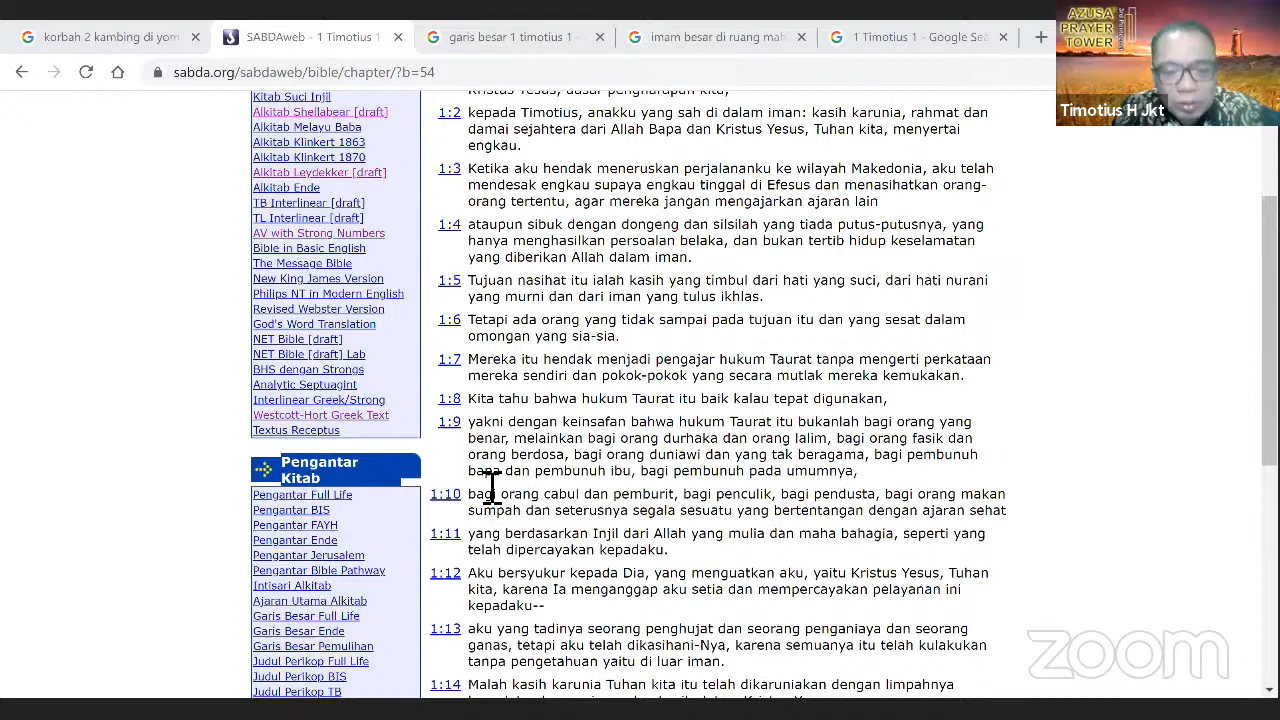 korbah 2 kambing di yom
SABDAweb - 1 Timotius 1
garis besar 1 timotius 1 -
imam besar di ruang mah
1 Timotius 1 - Google Sea
sabda.org/sabdaweb/bible/chapter/?b=54
AZUSA
PRAYER
TOWER
Timotius H Jkt
Kitab Suci Injil
Alkitab Shellabear [draft]
Alkitab Melayu Baba
Alkitab Klinkert 1863
Alkitab Klinkert 1870
Alkitab Leydekker [draft]
Alkitab Ende
TB Interlinear [draft]
TL Interlinear [draft]
AV with Strong Numbers
Bible in Basic English
The Message Bible
New King James Version
Philips NT in Modern English
Revised Webster Version
God's Word Translation
NET Bible [draft]
NET Bible [draft] Lab
BHS dengan Strongs
Analytic Septuagint
Interlinear Greek/Strong
Westcott-Hort Greek Text
Textus Receptus
Pengantar
Kitab
Pengantar Full Life
Pengantar BIS
Pengantar FAYH
Pengantar Ende
Pengantar Jerusalem
Pengantar Bible Pathway
Intisari Alkitab
Ajaran Utama Alkitab
Garis Besar Full Life
Garis Besar Ende
Garis Besar Pemulihan
Judul Perikop Full Life
Judul Perikop BIS
Judul Perikop TB
Kristus Yesus, dasar pengharapan kita,
1:2 kepada Timotius, anakku yang sah di dalam iman: kasih karunia, rahmat dan
damai sejahtera dari Allah Bapa dan Kristus Yesus, Tuhan kita, menyertai
engkau.
1:3 Ketika aku hendak meneruskan perjalananku ke wilayah Makedonia, aku telah
mendesak engkau supaya engkau tinggal di Efesus dan menasihatkan orang-
orang tertentu, agar mereka jangan mengajarkan ajaran lain
1:4 ataupun sibuk dengan dongeng dan silsilah yang tiada putus-putusnya, yang
hanya menghasilkan persoalan belaka, dan bukan tertib hidup keselamatan
yang diberikan Allah dalam iman.
1:5 Tujuan nasihat itu ialah kasih yang timbul dari hati yang suci, dari hati nurani
yang murni dan dari iman yang tulus ikhlas.
1:6 Tetapi ada orang yang tidak sampai pada tujuan itu dan yang sesat dalam
omongan yang sia-sia.
1:7 Mereka itu hendak menjadi pengajar hukum Taurat tanpa mengerti perkataan
mereka sendiri dan pokok-pokok yang secara mutlak mereka kemukakan.
1:8 Kita tahu bahwa hukum Taurat itu baik kalau tepat digunakan,
1:9 yakni dengan keinsafan bahwa hukum Taurat itu bukanlah bagi orang yang
benar, melainkan bagi orang durhaka dan orang lalim, bagi orang fasik dan
orang berdosa, bagi orang duniawi dan yang tak beragama, bagi pembunuh
bapa dan pembunuh ibu, bagi pembunuh pada umumnya,
1:10 bagi orang cabul dan pemburit, bagi penculik, bagi pendusta, bagi orang makan
sumpah dan seterusnya segala sesuatu yang bertentangan dengan ajaran sehat
1:11 yang berdasarkan Injil dari Allah yang mulia dan maha bahagia, seperti yang
telah dipercayakan kepadaku.
1:12 Aku bersyukur kepada Dia, yang menguatkan aku, yaitu Kristus Yesus, Tuhan
kita, karena Ia menganggap aku setia dan mempercayakan pelayanan ini
kepadaku--
1:13 aku yang tadinya seorang penghujat dan seorang penganiaya dan seorang
ganas, tetapi aku telah dikasihani-Nya, karena semuanya itu telah kulakukan
tanpa pengetahuan yaitu di luar iman.
1:14 Malah kasih karunia Tuhan kita itu telah dikaruniakan dengan limpahnya
zoom